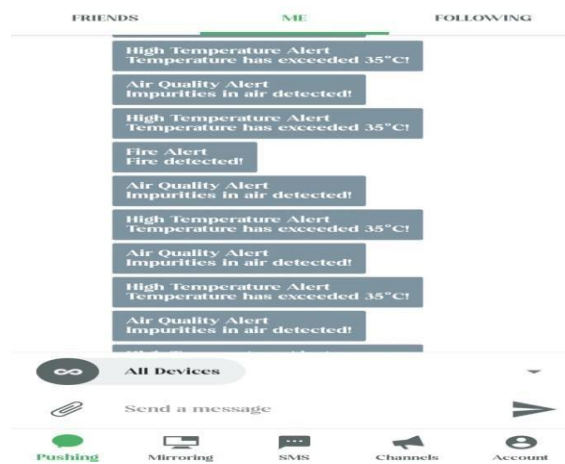 FRIENDS ME FOLLOWING
High Temperature Alert
Temperature has exceeded 35°C!
Air Quality Alert
Impurities in air detected!
High Temperature Alert
Temperature has exceeded 35°C!
Fire Alert
Fire detected!
Air Quality Alert
Impurities in air detected!
High Temperature Alert
Temperature has exceeded 35°C!
Air Quality Alert
Impurities in air detected!
High Temperature Alert
Temperature has exceeded 35°C!
Air Quality Alert
Impurities in air detected!
All Devices
Send a message
Pushing Mirroring SMS Channels Account